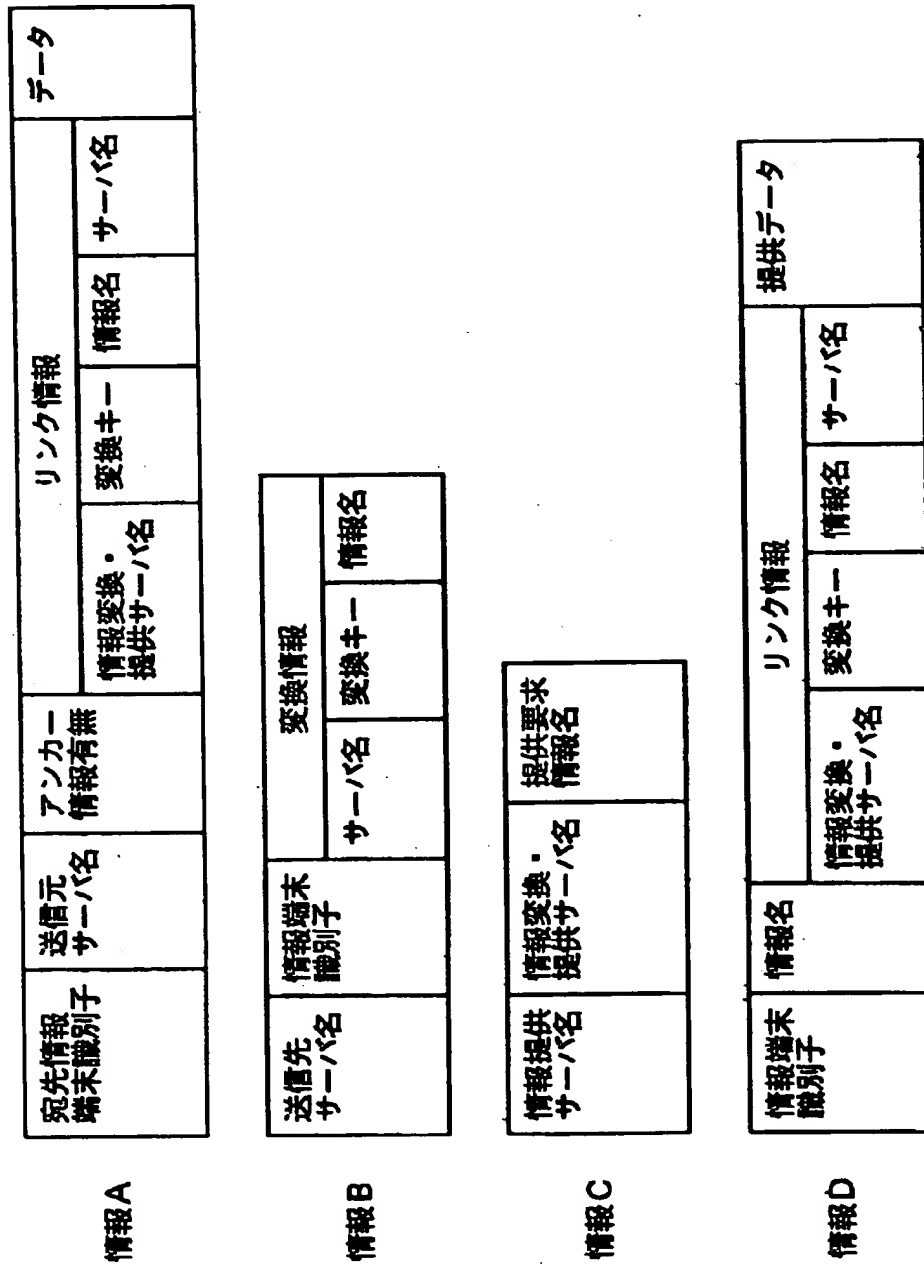 情報A
宛先情報
端末識別子
送信元
サーバ名
アンカー
情報有無
リンク情報
情報変換・
提供サーバ名
変換キー
情報名
サーバ名
データ
情報B
送信先
サーバ名
情報端末
識別子
変換情報
サーバ名
変換キー
情報名
情報C
情報提供
サーバ名
情報変換・
提供サーバ名
提供要求
情報名
情報D
情報端末
識別子
情報名
リンク情報
情報変換・
提供サーバ名
変換キー
情報名
サーバ名
提供データ